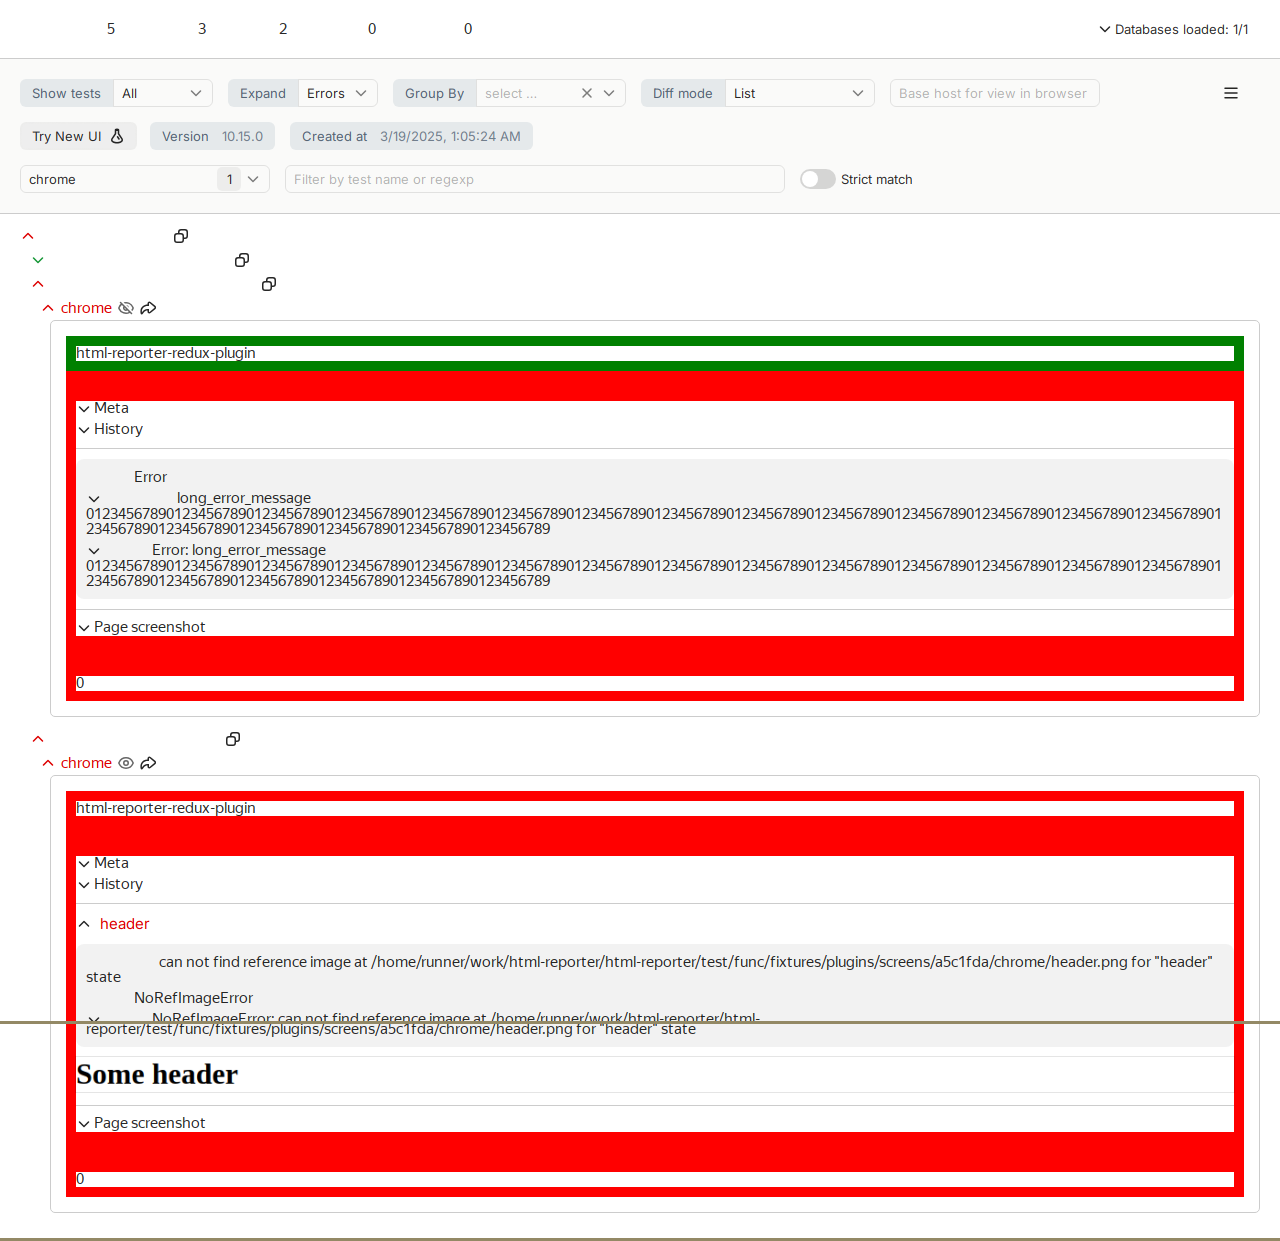 5 3 2 0 0 Databases loaded: 1/1
Show tests All Expand Errors Group By select ... Diff mode List Base host for view in browser
Try New UI Version 10.15.0 Created at 3/19/2025, 1:05:24 AM
chrome 1 Filter by test name or regexp Strict match
chrome
html-reporter-redux-plugin
Meta
History
Error
long_error_message
0123456789012345678901234567890123456789012345678901234567890123456789012345678901234567890123456789012345678901234567890123456789012345678901
23456789012345678901234567890123456789012345678901234567 89
Error: long_error_message
0123456789012345678901234567890123456789012345678901234567890123456789012345678901234567890123456789012345678901234567890123456789012345678901
2345678901234567890123456789012345678901234567890123456789
Page screenshot
0
chrome
html-reporter-redux-plugin
Meta
History
header
can not find reference image at /home/runner/work/html-reporter/html-reporter/test/func/fixtures/plugins/screens/a5c1fda/chrome/header.png for "header"
state
NoRefImageError
NoRefImageError: can not find reference image at /home/runner/work/html-reporter/html-
reporter/test/func/fixtures/plugins/screens/a5c1fda/chrome/header.png for "header" state
Some header
Page screenshot
0